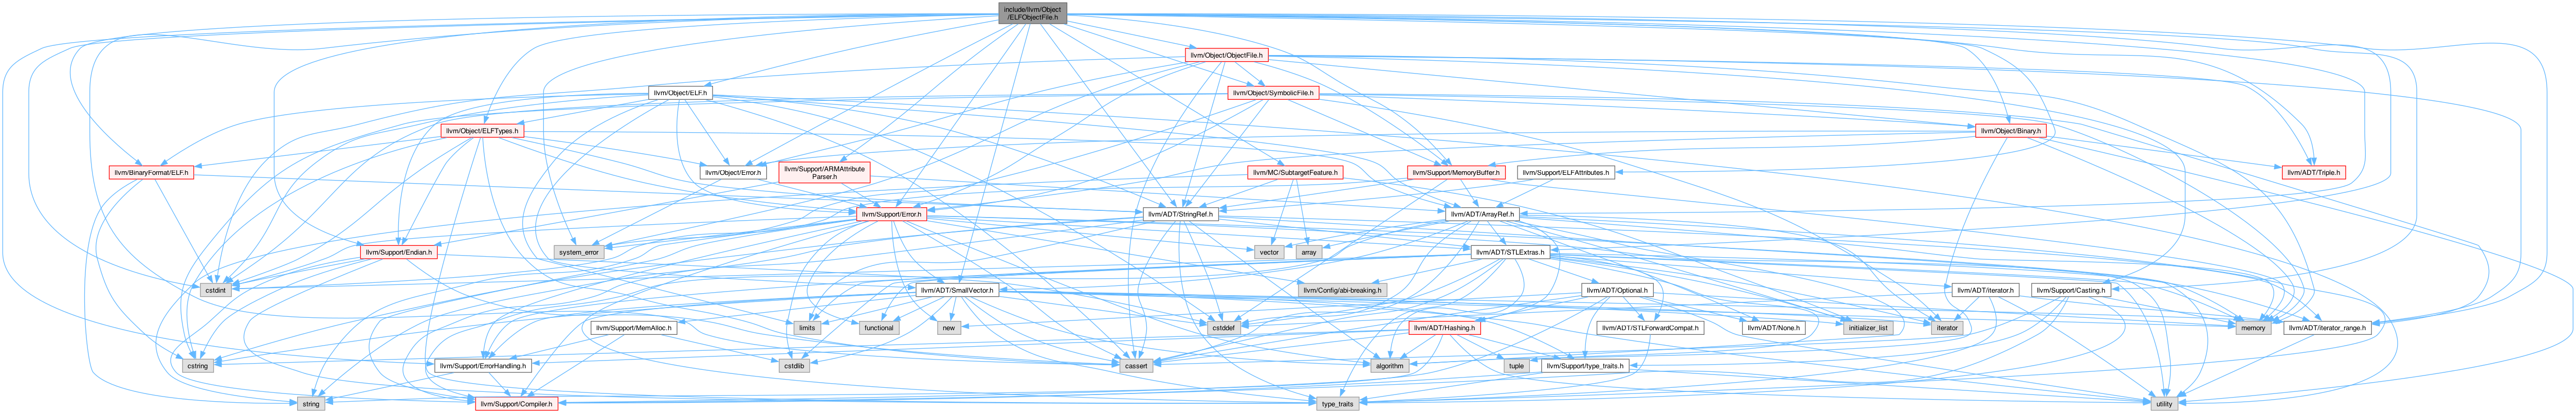 include/llvm/Object
/ELFObjectFile.h
llvm/Object/ObjectFile.h
llvm/Object/ELF.h
llvm/Object/SymbolicFile.h
llvm/Object/ELFTypes.h
llvm/Object/Binary.h
llvm/BinaryFormat/ELF.h
llvm/Object/Error.h
llvm/Support/ARMAttribute
Parser.h
llvm/MC/SubtargetFeature.h
llvm/Support/MemoryBuffer.h
llvm/Support/ELFAttributes.h
llvm/ADT/Triple.h
llvm/Support/Error.h
llvm/ADT/StringRef.h
llvm/ADT/ArrayRef.h
llvm/Support/Endian.h
system_error
vector
array
llvm/ADT/STLExtras.h
cstdint
llvm/ADT/SmallVector.h
llvm/Config/abi-breaking.h
llvm/ADT/Optional.h
llvm/ADT/iterator.h
llvm/Support/Casting.h
llvm/Support/MemAlloc.h
limits
functional
new
cstddef
llvm/ADT/Hashing.h
llvm/ADT/STLForwardCompat.h
llvm/ADT/None.h
initializer_list
iterator
memory
llvm/ADT/iterator_range.h
cstring
llvm/Support/ErrorHandling.h
cstdlib
cassert
algorithm
tuple
llvm/Support/type_traits.h
string
llvm/Support/Compiler.h
type_traits
utility